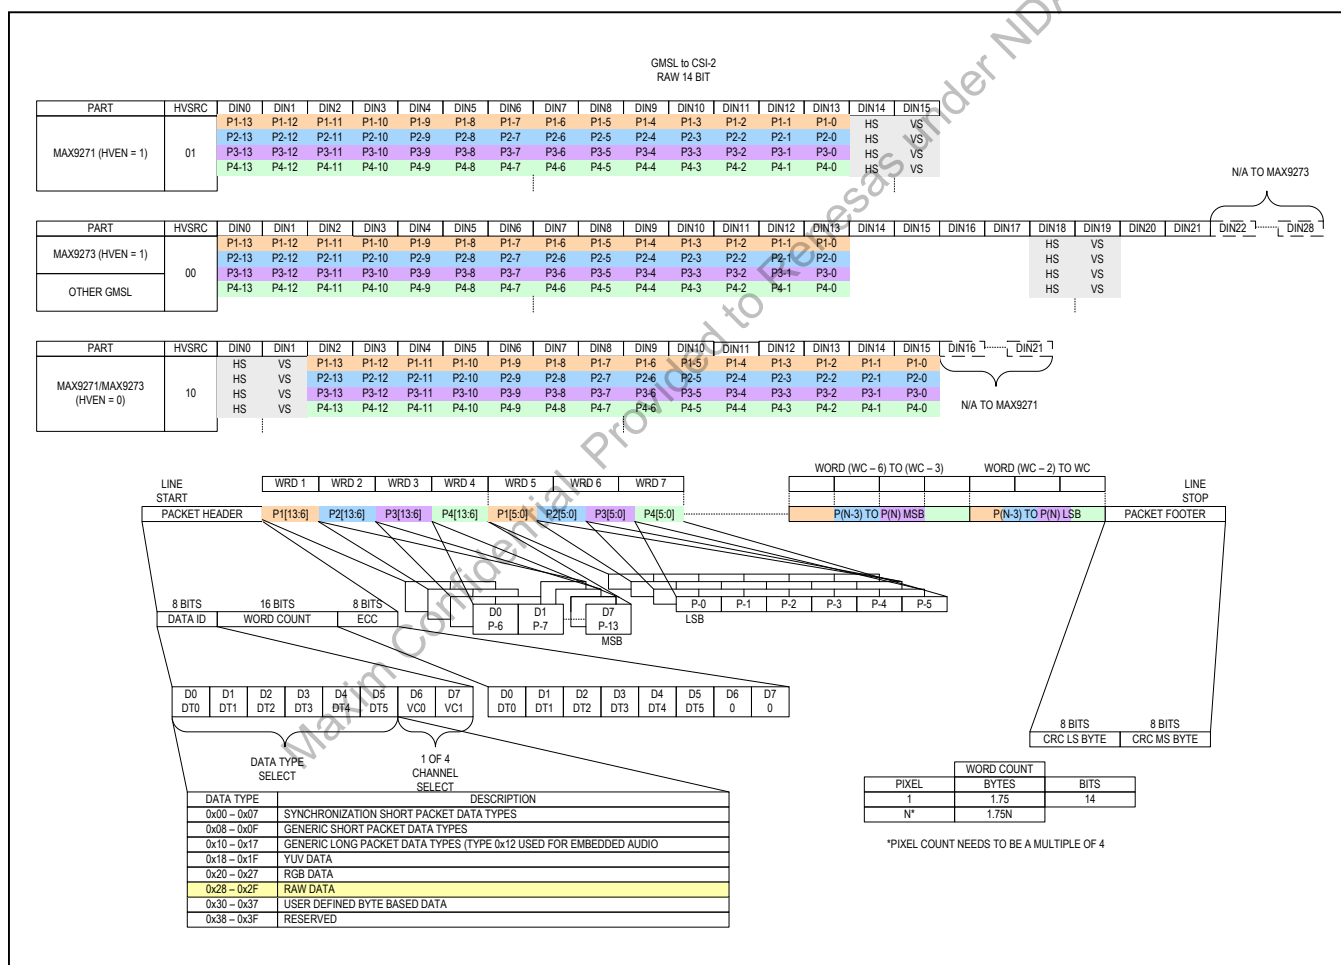 GMSL to CSI-2
RAW 14 BIT
PART HVSRC DIN0 DIN1 DIN2 DIN3 DIN4 DIN5 DIN6 DIN7 DIN8 DIN9 DIN10 DIN11 DIN12 DIN13 DIN14 DIN15
P1-13 P1-12 P1-11 P1-10 P1-9 P1-8 P1-7 P1-6 P1-5 P1-4 P1-3 P1-2 P1-1 P1-0 HS VS
P2-13 P2-12 P2-11 P2-10 P2-9 P2-8 P2-7 P2-6 P2-5 P2-4 P2-3 P2-2 P2-1 P2-0 HS VS
MAX9271 (HVEN = 1) 01
P3-13 P3-12 P3-11 P3-10 P3-9 P3-8 P3-7 P3-6 P3-5 P3-4 P3-3 P3-2 P3-1 P3-0 HS VS
P4-13 P4-12 P4-11 P4-10 P4-9 P4-8 P4-7 P4-6 P4-5 P4-4 P4-3 P4-2 P4-1 P4-0 HS VS
N/A TO MAX9273
PART HVSRC DIN0 DIN1 DIN2 DIN3 DIN4 DIN5 DIN6 DIN7 DIN8 DIN9 DIN10 DIN11 DIN12 DIN13 DIN14 DIN15 DIN16 DIN17 DIN18 DIN19 DIN20 DIN21 DIN22 DIN28
P1-13 P1-12 P1-11 P1-10 P1-9 P1-8 P1-7 P1-6 P1-5 P1-4 P1-3 P1-2 P1-1 P1-0 HS VS
MAX9273 (HVEN = 1)
P2-13 P2-12 P2-11 P2-10 P2-9 P2-8 P2-7 P2-6 P2-5 P2-4 P2-3 P2-2 P2-1 P2-0 HS VS
00
P3-13 P3-12 P3-11 P3-10 P3-9 P3-8 P3-7 P3-6 P3-5 P3-4 P3-3 P3-2 P3-1 P3-0 HS VS
OTHER GMSL
P4-13 P4-12 P4-11 P4-10 P4-9 P4-8 P4-7 P4-6 P4-5 P4-4 P4-3 P4-2 P4-1 P4-0 HS VS
PART HVSRC DIN0 DIN1 DIN2 DIN3 DIN4 DIN5 DIN6 DIN7 DIN8 DIN9 DIN10 DIN11 DIN12 DIN13 DIN14 DIN15 DIN16 DIN21
HS VS P1-13 P1-12 P1-11 P1-10 P1-9 P1-8 P1-7 P1-6 P1-5 P1-4 P1-3 P1-2 P1-1 P1-0
HS VS P2-13 P2-12 P2-11 P2-10 P2-9 P2-8 P2-7 P2-6 P2-5 P2-4 P2-3 P2-2 P2-1 P2-0
MAX9271/MAX9273
(HVEN = 0)
10
HS VS P3-13 P3-12 P3-11 P3-10 P3-9 P3-8 P3-7 P3-6 P3-5 P3-4 P3-3 P3-2 P3-1 P3-0
HS VS P4-13 P4-12 P4-11 P4-10 P4-9 P4-8 P4-7 P4-6 P4-5 P4-4 P4-3 P4-2 P4-1 P4-0
N/A TO MAX9271
WORD (WC – 6) TO (WC – 3) WORD (WC – 2) TO WC
LINE
START
WRD 1 WRD 2 WRD 3 WRD 4 WRD 5 WRD 6 WRD 7
LINE
STOP
PACKET HEADER P1[13:6] P2[13:6] P3[13:6] P4[13:6] P1[5:0] P2[5:0] P3[5:0] P4[5:0] P(N-3) TO P(N) MSB P(N-3) TO P(N) LSB PACKET FOOTER
8 BITS 16 BITS 8 BITS
DATA ID WORD COUNT ECC
D0 D1 D7
P-6 P-7 P-13
MSB
P-0 P-1 P-2 P-3 P-4 P-5
LSB
D0 D1 D2 D3 D4 D5 D6 D7
DT0 DT1 DT2 DT3 DT4 DT5 VC0 VC1
D0 D1 D2 D3 D4 D5 D6 D7
DT0 DT1 DT2 DT3 DT4 DT5 0 0
DATA TYPE
SELECT
1 OF 4
CHANNEL
SELECT
8 BITS 8 BITS
CRC LS BYTE CRC MS BYTE
DATA TYPE DESCRIPTION
0x00 – 0x07 SYNCHRONIZATION SHORT PACKET DATA TYPES
0x08 – 0x0F GENERIC SHORT PACKET DATA TYPES
0x10 – 0x17 GENERIC LONG PACKET DATA TYPES (TYPE 0x12 USED FOR EMBEDDED AUDIO
0x18 – 0x1F YUV DATA
0x20 – 0x27 RGB DATA
0x28 – 0x2F RAW DATA
0x30 – 0x37 USER DEFINED BYTE BASED DATA
0x38 – 0x3F RESERVED
WORD COUNT
PIXEL BYTES BITS
1 1.75 14
N* 1.75N
*PIXEL COUNT NEEDS TO BE A MULTIPLE OF 4
Maxim Confidential, Provided to Renesas under NDA